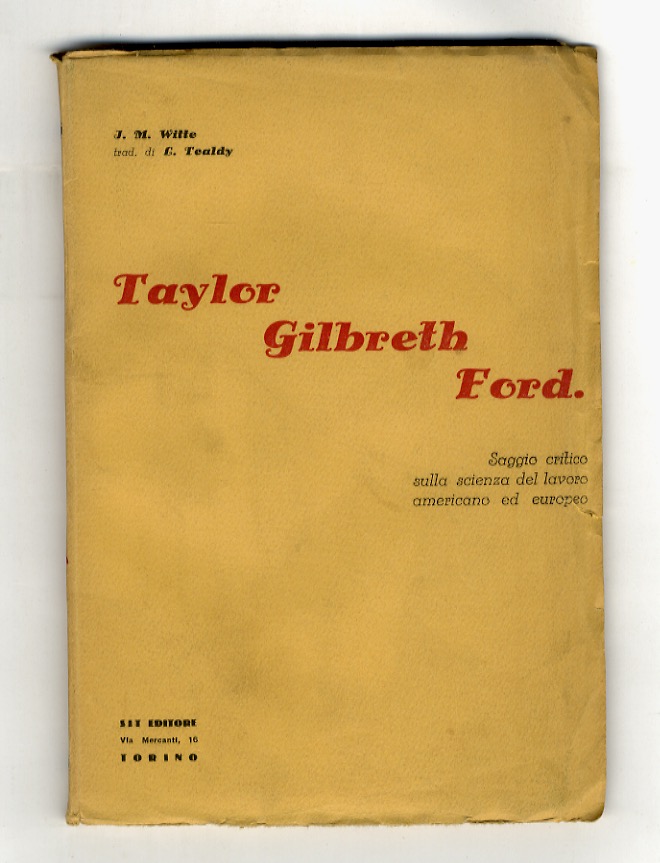 J. M. Witte
trad. di C. Tealdy
Taylor
Gilbreth
Ford.
Saggio critico
sulla scienza del lavoro
americano ed europeo
SIT EDITORE
Via Mercanti, 16
TORINO